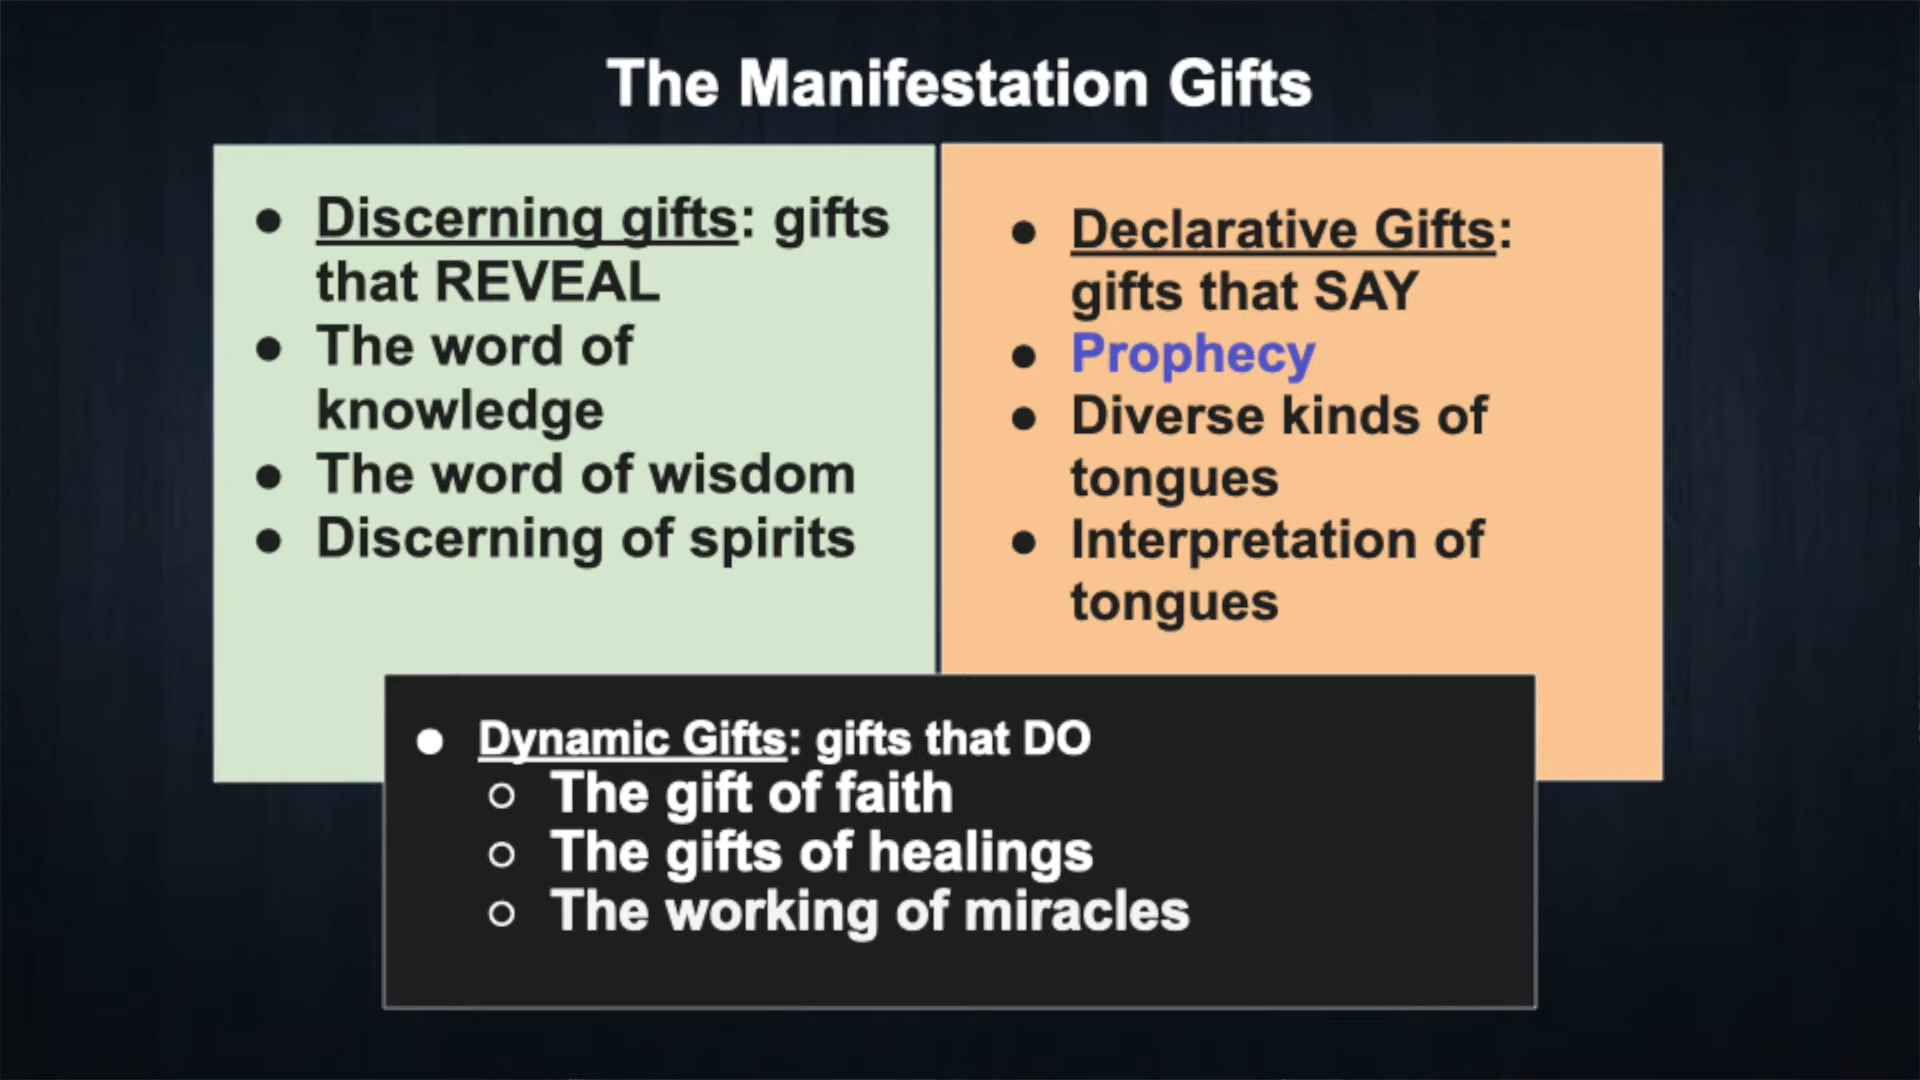 The Manifestation Gifts
● Discerning gifts: gifts
that REVEAL
● The word of
knowledge
● The word of wisdom
● Discerning of spirits
● Declarative Gifts:
gifts that SAY
● Prophecy
● Diverse kinds of
tongues
● Interpretation of
tongues
● Dynamic Gifts: gifts that DO
○ The gift of faith
○ The gifts of healings
○ The working of miracles